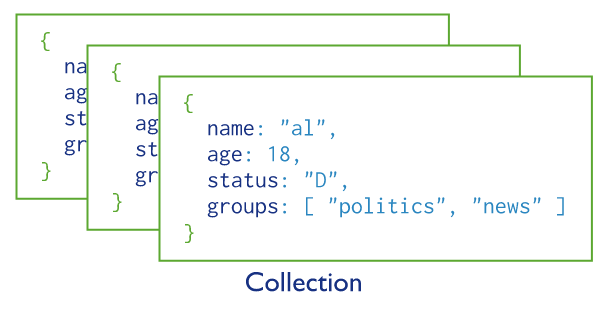 {
na
ag
st
gr
}
{
na
ag
st
gr
}
{
name: "al",
age: 18,
status: "D",
groups: [ "politics", "news" ]
}
Collection